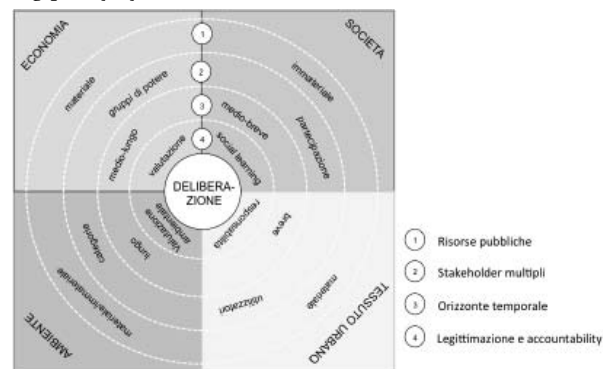 ECONOMIA
SOCIETÀ
1
materiale
immateriale
2
gruppi di potere
partecipazione
3
medio-lungo
medio-breve
4
valutazione
social learning
DELIBERA-
ZIONE
Valutazione
ambientale
responsabilità
lungo
breve
categorie
utilizzatori
materiale/immateriale
materiale
AMBIENTE
TESSUTO URBANO
1 Risorse pubbliche
2 Stakeholder multipli
3 Orizzonte temporale
4 Legittimazione e accountability